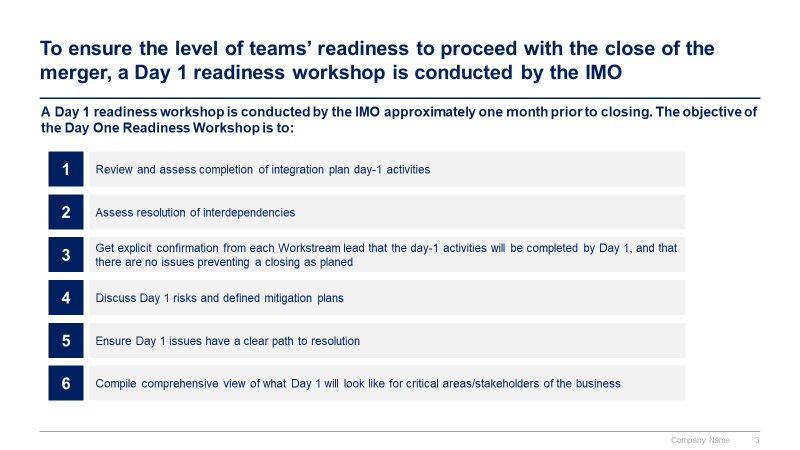 To ensure the level of teams’ readiness to proceed with the close of the
merger, a Day 1 readiness workshop is conducted by the IMO
A Day 1 readiness workshop is conducted by the IMO approximately one month prior to closing. The objective of
the Day One Readiness Workshop is to:
1
Review and assess completion of integration plan day-1 activities
2
Assess resolution of interdependencies
3
Get explicit confirmation from each Workstream lead that the day-1 activities will be completed by Day 1, and that
there are no issues preventing a closing as planed
4
Discuss Day 1 risks and defined mitigation plans
5
Ensure Day 1 issues have a clear path to resolution
6
Compile comprehensive view of what Day 1 will look like for critical areas/stakeholders of the business
Company Name 3